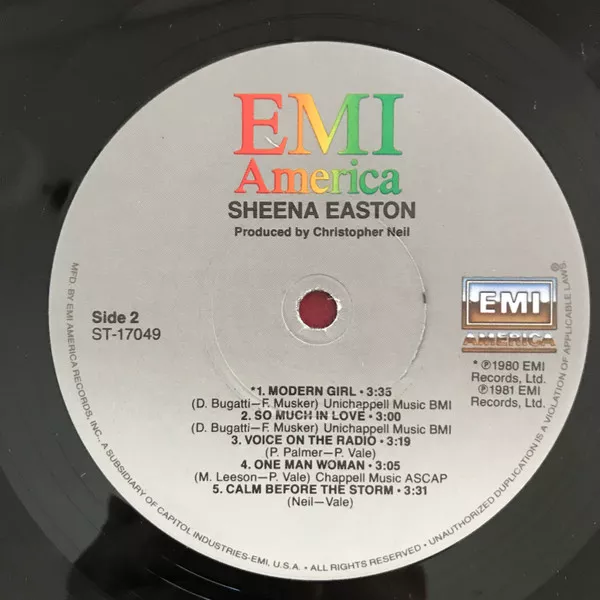 EMI
America
SHEENA EASTON
Produced by Christopher Neil
Side 2
ST-17049
EMI
AMERICA
* ℗1980 EMI
Records, Ltd.
℗1981 EMI
Records, Ltd.
*1. MODERN GIRL • 3:35
(D. Bugatti–F. Musker) Unichappell Music BMI
2. SO MUCH IN LOVE • 3:00
(D. Bugatti–F. Musker) Unichappell Music BMI
3. VOICE ON THE RADIO • 3:19
(P. Palmer–P. Vale)
4. ONE MAN WOMAN • 3:05
(M. Leeson–P. Vale) Chappell Music ASCAP
5. CALM BEFORE THE STORM • 3:31
(Neil–Vale)
MFD. BY EMI AMERICA RECORDS, INC., A SUBSIDIARY OF CAPITOL INDUSTRIES-EMI, U.S.A. • ALL RIGHTS RESERVED • UNAUTHORIZED DUPLICATION IS A VIOLATION OF APPLICABLE LAWS.